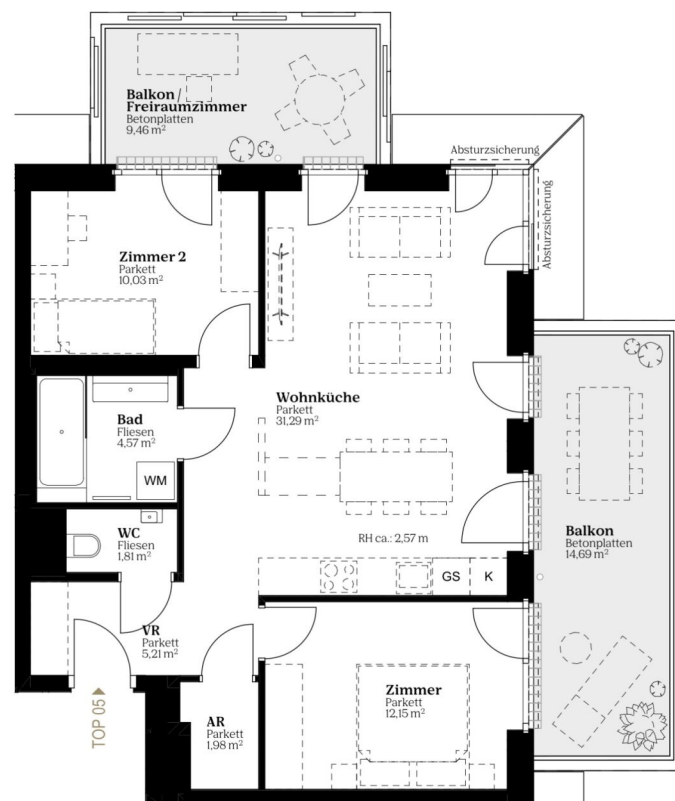 Balkon /
Freiraumzimmer
Betonplatten
9,46 m²
Absturzsicherung
Absturzsicherung
Zimmer 2
Parkett
10,03 m²
Wohnküche
Parkett
31,29 m²
Bad
Fliesen
4,57 m²
WM
WC
Fliesen
1,81 m²
RH ca.: 2,57 m
GS
K
Balkon
Betonplatten
14,69 m²
VR
Parkett
5,21 m²
TOP 05
AR
Parkett
1,98 m²
Zimmer
Parkett
12,15 m²